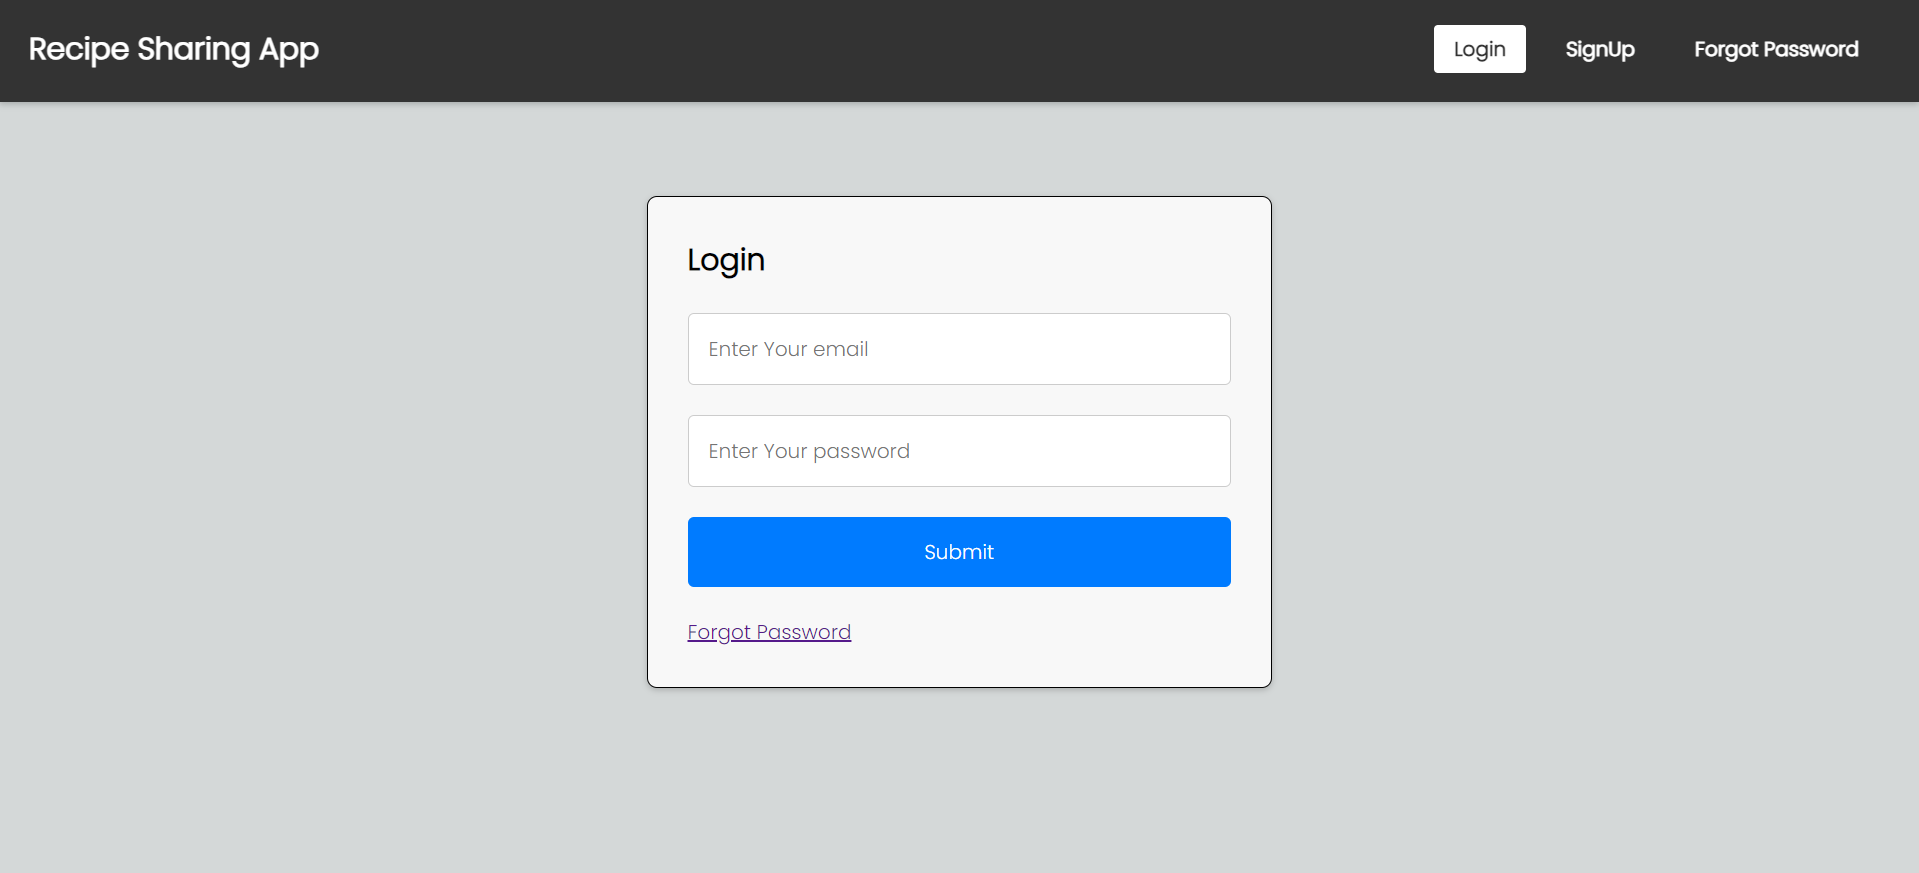 Recipe Sharing App
Login
SignUp
Forgot Password
Login
Enter Your email
Enter Your password
Submit
Forgot Password